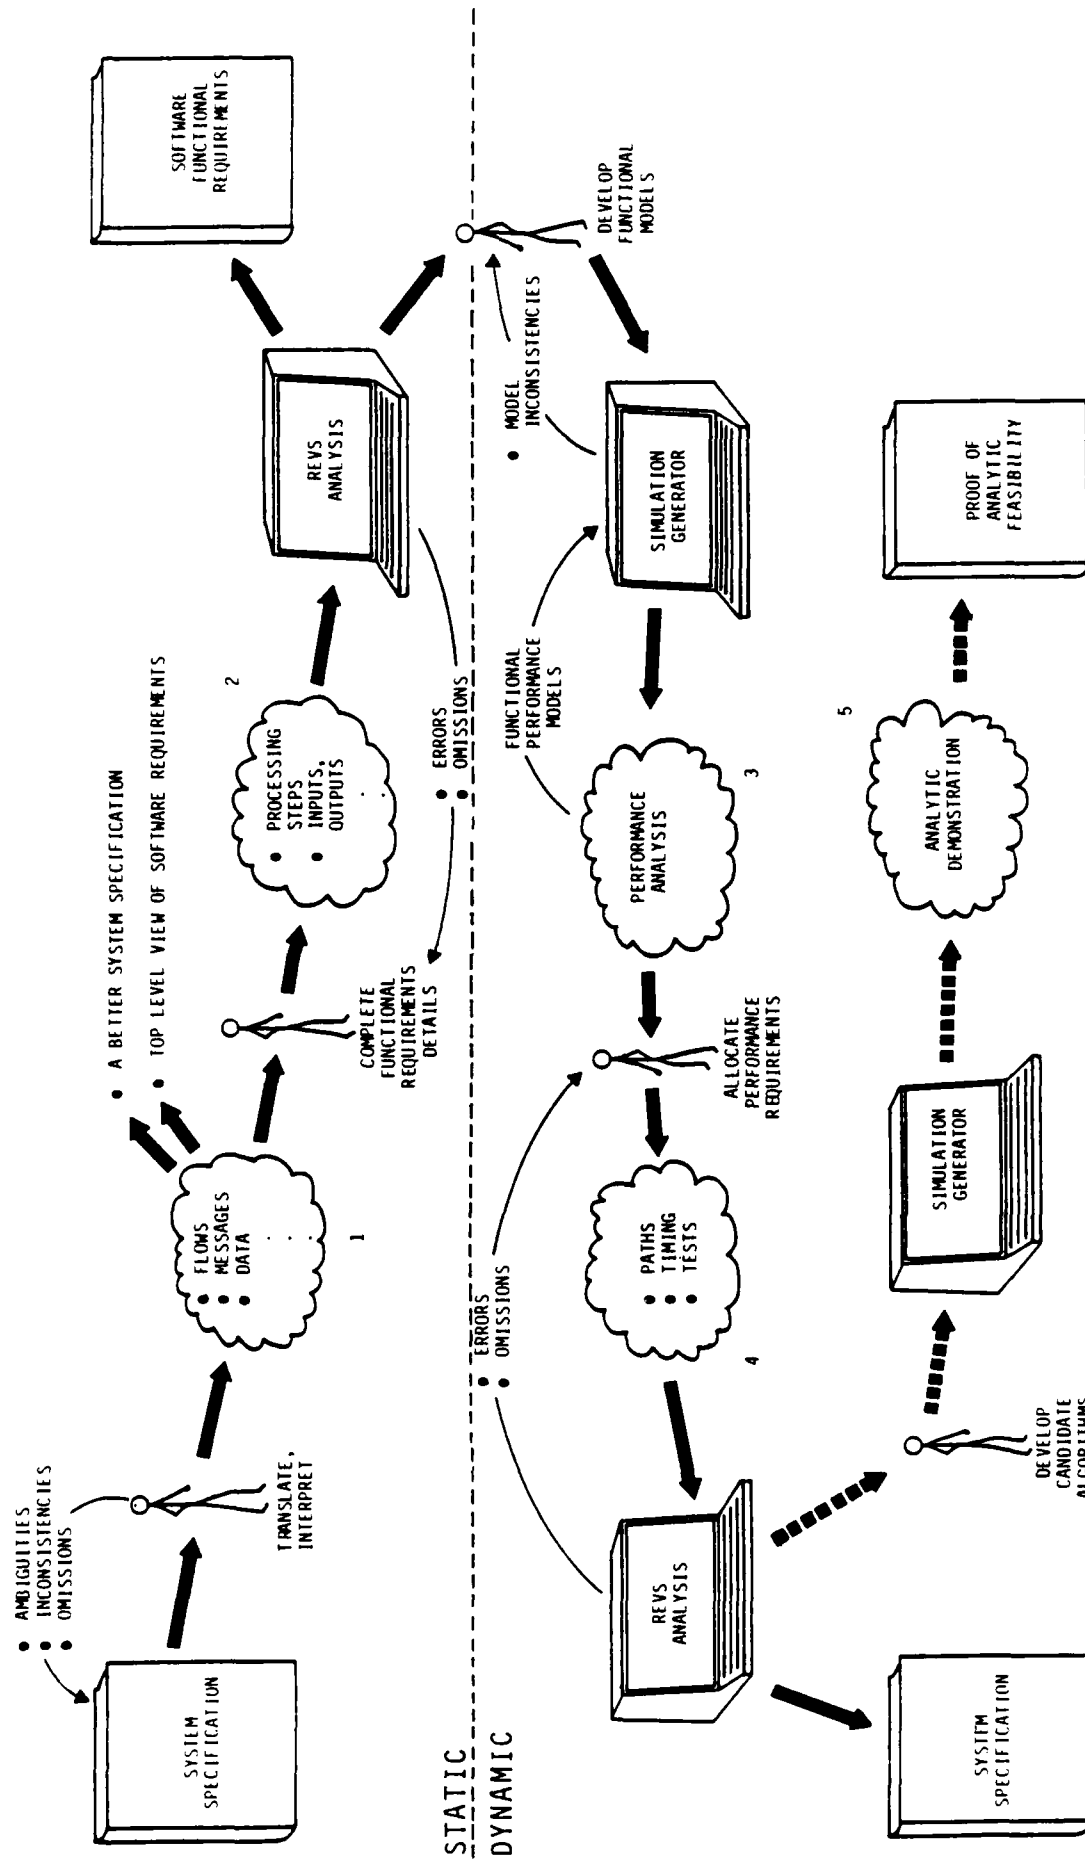 ● AMBIGUITIES
● INCONSISTENCIES
● OMISSIONS
SYSTEM
SPECIFICATION
TRANSLATE,
INTERPRET
● FLOWS
● MESSAGES
● DATA
. . .
1
● A BETTER SYSTEM SPECIFICATION
● TOP LEVEL VIEW OF SOFTWARE REQUIREMENTS
COMPLETE
FUNCTIONAL
REQUIREMENTS
DETAILS
● PROCESSING
STEPS
● INPUTS,
OUTPUTS
. .
2
● ERRORS
● OMISSIONS
REVS
ANALYSIS
SOFTWARE
FUNCTIONAL
REQUIREMENTS
STATIC
DYNAMIC
DEVELOP
FUNCTIONAL
MODELS
● MODEL
INCONSISTENCIES
SIMULATION
GENERATOR
FUNCTIONAL
PERFORMANCE
MODELS
PERFORMANCE
ANALYSIS
3
ALLOCATE
PERFORMANCE
REQUIREMENTS
● ERRORS
● OMISSIONS
● PATHS
● TIMING
● TESTS
4
REVS
ANALYSIS
SYSTEM
SPECIFICATION
DEVELOP
CANDIDATE
ALGORITHMS
SIMULATION
GENERATOR
ANALYTIC
DEMONSTRATION
5
PROOF OF
ANALYTIC
FEASIBILITY